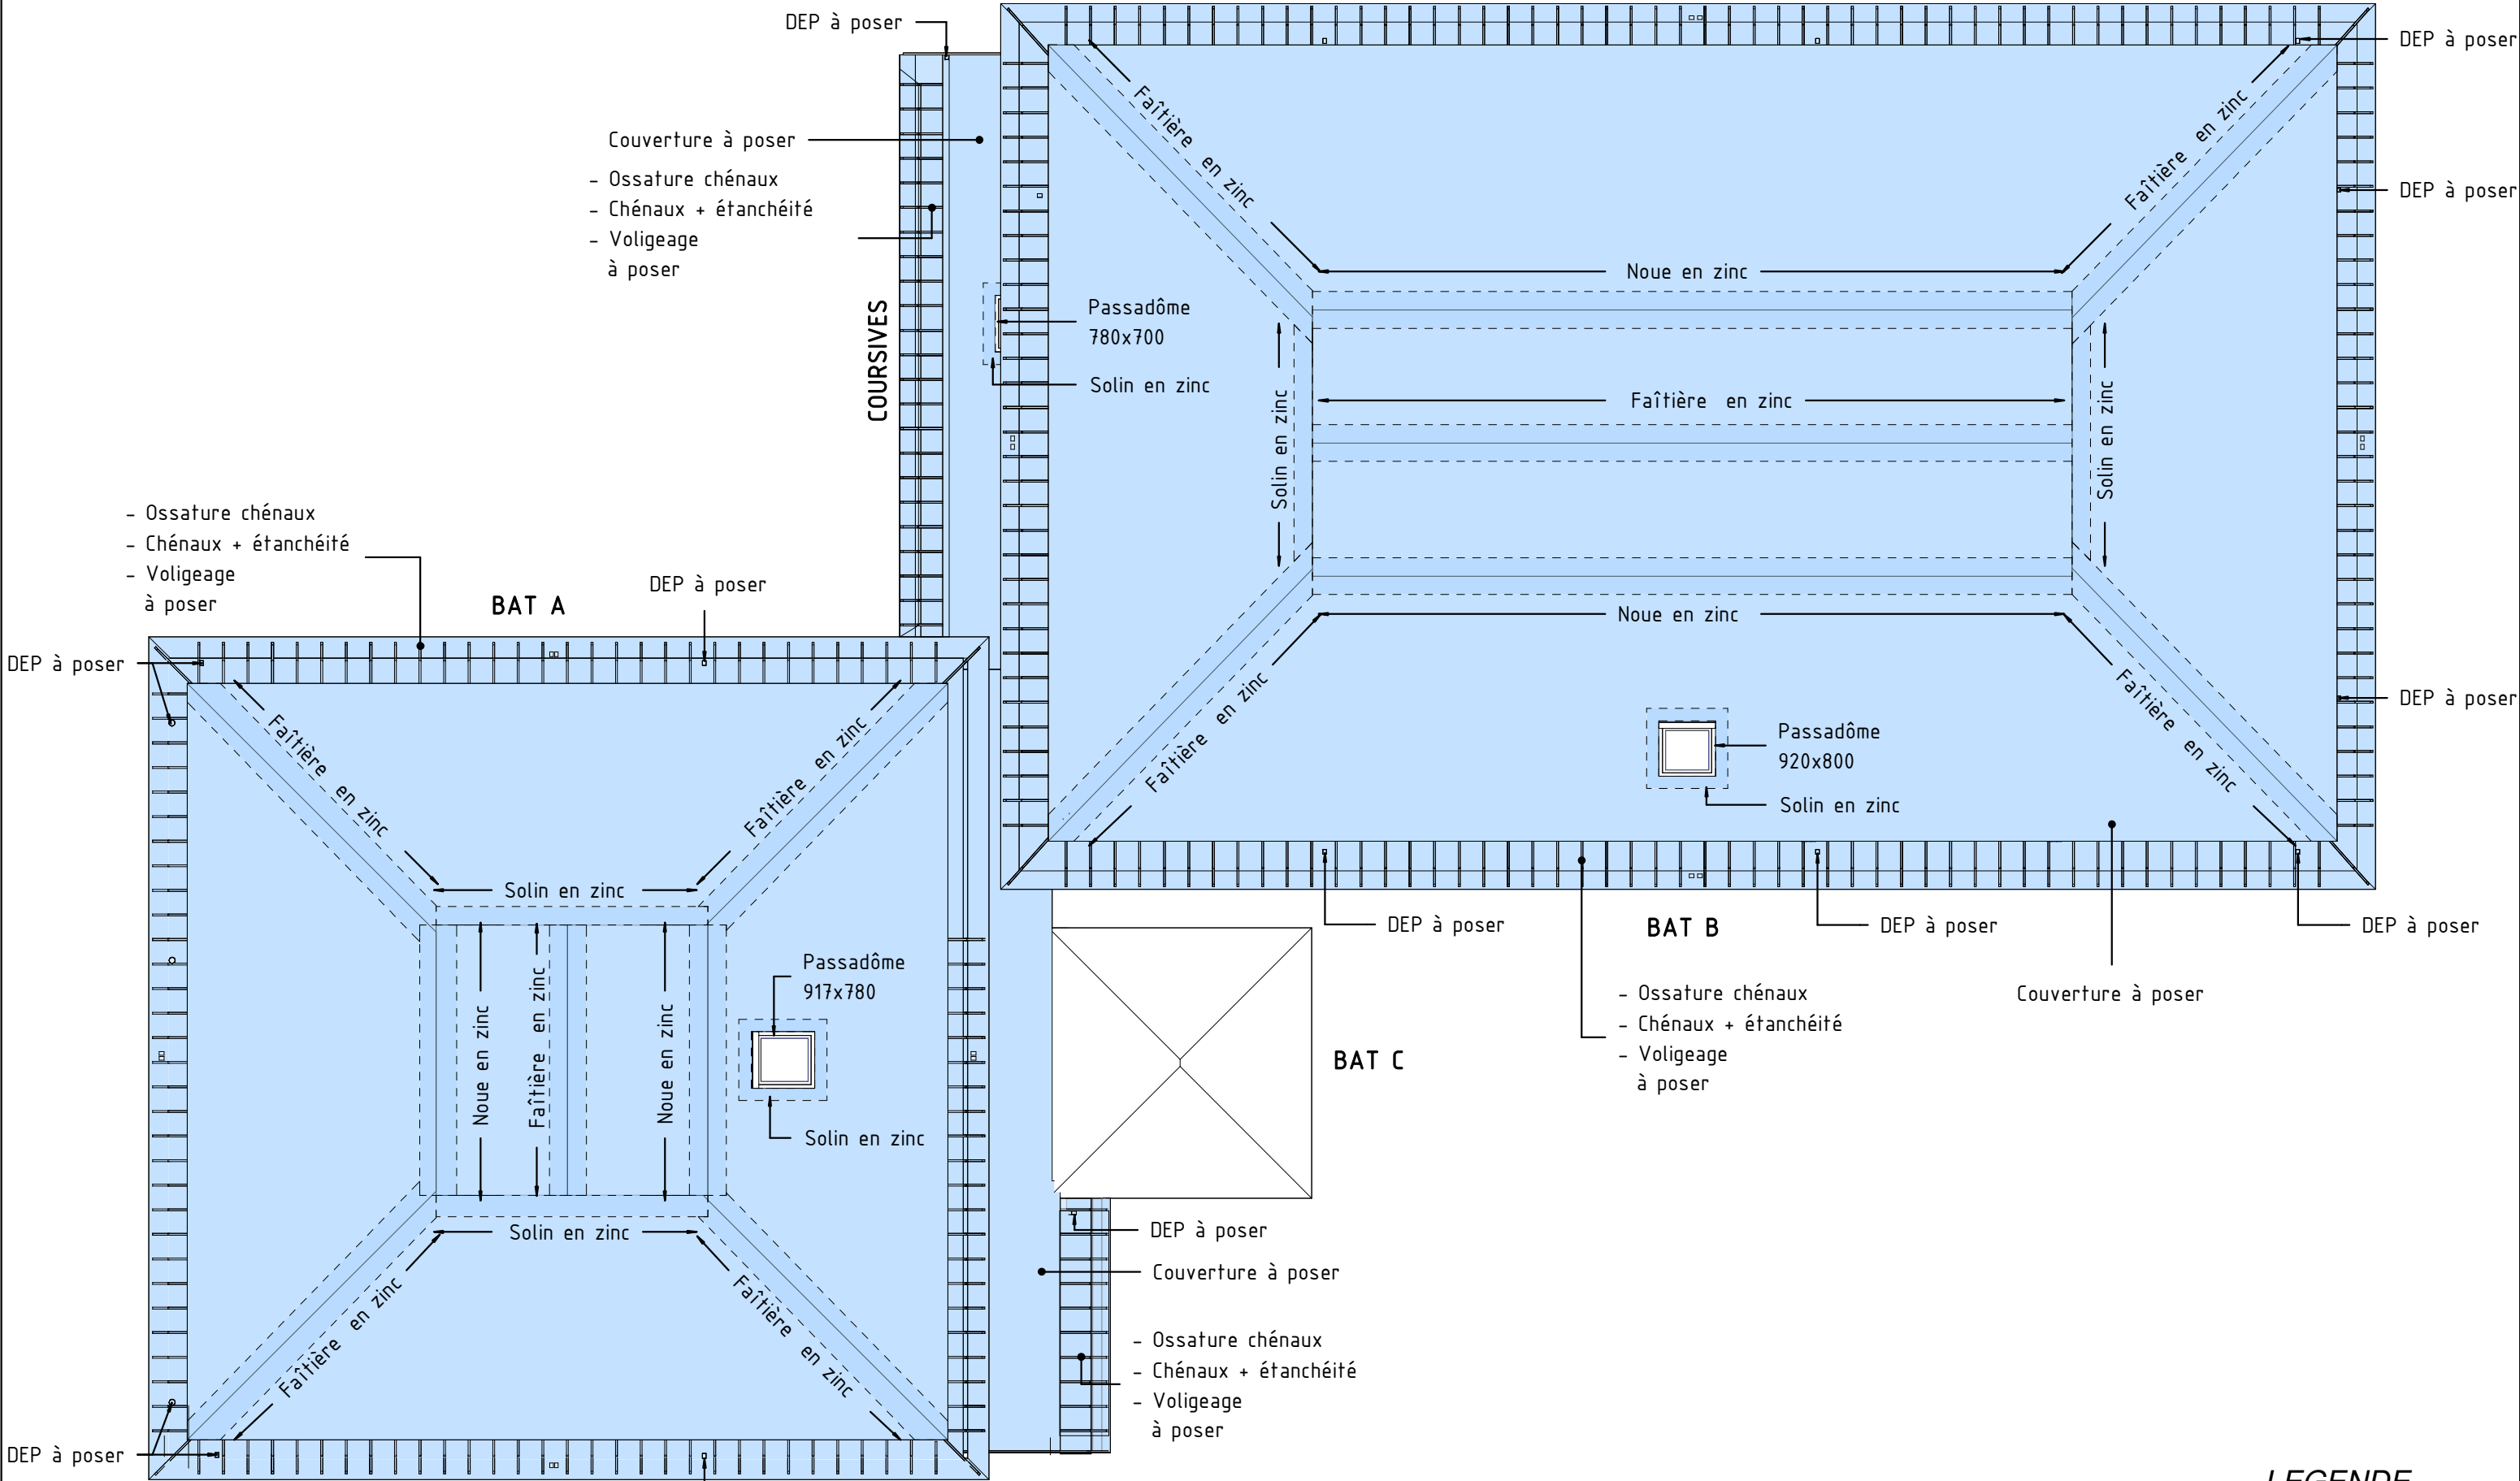 DEP à poser
DEP à poser
Couverture à poser
- Ossature chénaux
- Chénaux + étanchéité
- Voligeage
à poser
DEP à poser
Faîtière en zinc
Faîtière en zinc
Noue en zinc
Passadôme
780x700
Solin en zinc
COURSIVES
Solin en zinc
Faîtière en zinc
Solin en zinc
Noue en zinc
- Ossature chénaux
- Chénaux + étanchéité
- Voligeage
à poser
BAT A
DEP à poser
DEP à poser
Faîtière en zinc
Faîtière en zinc
Faîtière en zinc
Faîtière en zinc
DEP à poser
Passadôme
920x800
Solin en zinc
Solin en zinc
Noue en zinc
Faîtière en zinc
Noue en zinc
Passadôme
917x780
Solin en zinc
Solin en zinc
Faîtière en zinc
Faîtière en zinc
DEP à poser
DEP à poser
BAT B
DEP à poser
DEP à poser
- Ossature chénaux
- Chénaux + étanchéité
- Voligeage
à poser
Couverture à poser
BAT C
DEP à poser
Couverture à poser
- Ossature chénaux
- Chénaux + étanchéité
- Voligeage
à poser
LEGENDE